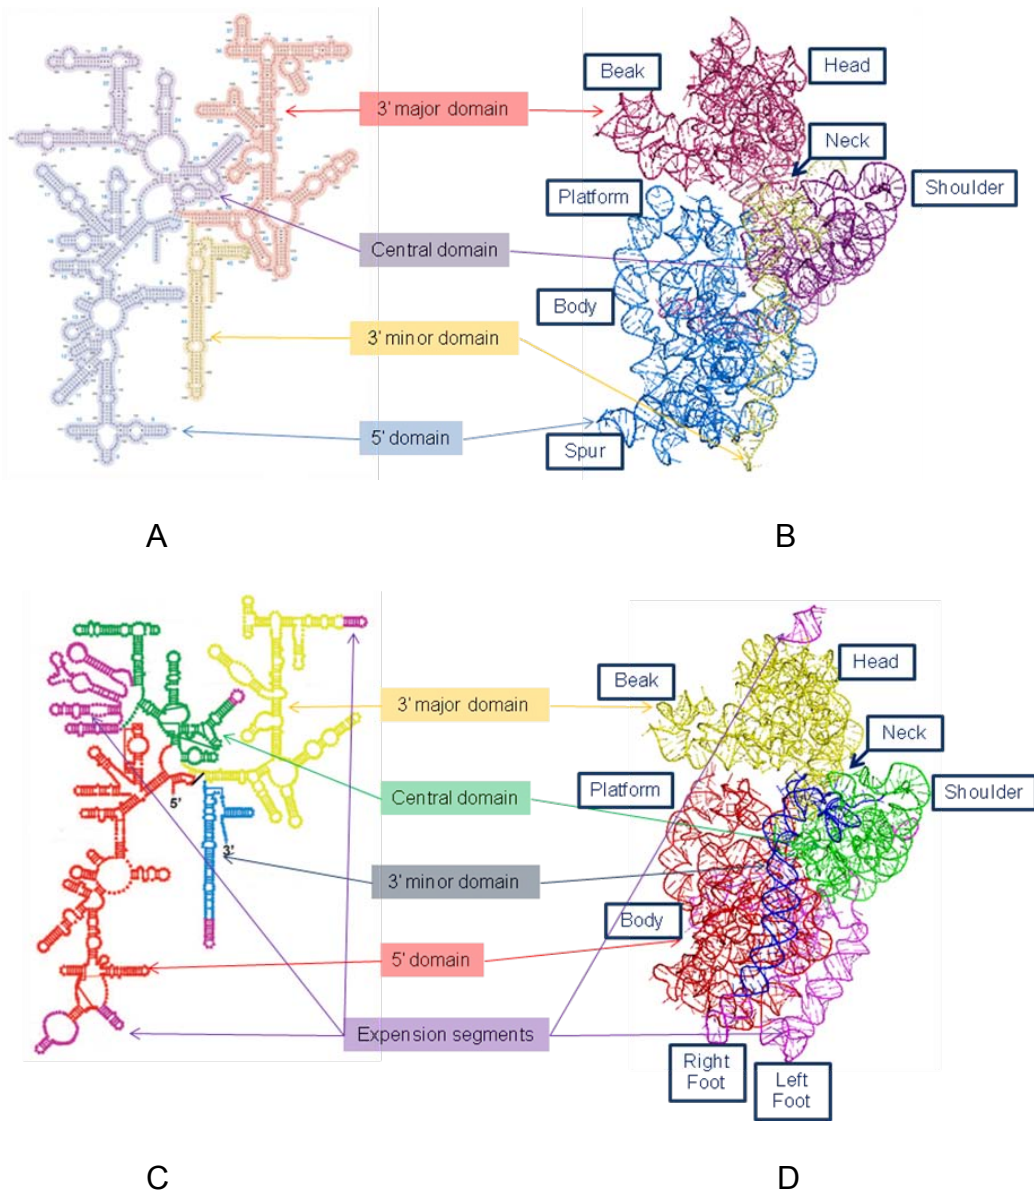 Beak
Head
3' major domain
Neck
Platform
Shoulder
Central domain
Body
3' minor domain
5' domain
Spur
A
B
Beak
Head
3' major domain
Neck
Platform
Shoulder
Central domain
5'
3'
3' minor domain
Body
5' domain
Expension segments
Right
Foot
Left
Foot
C
D